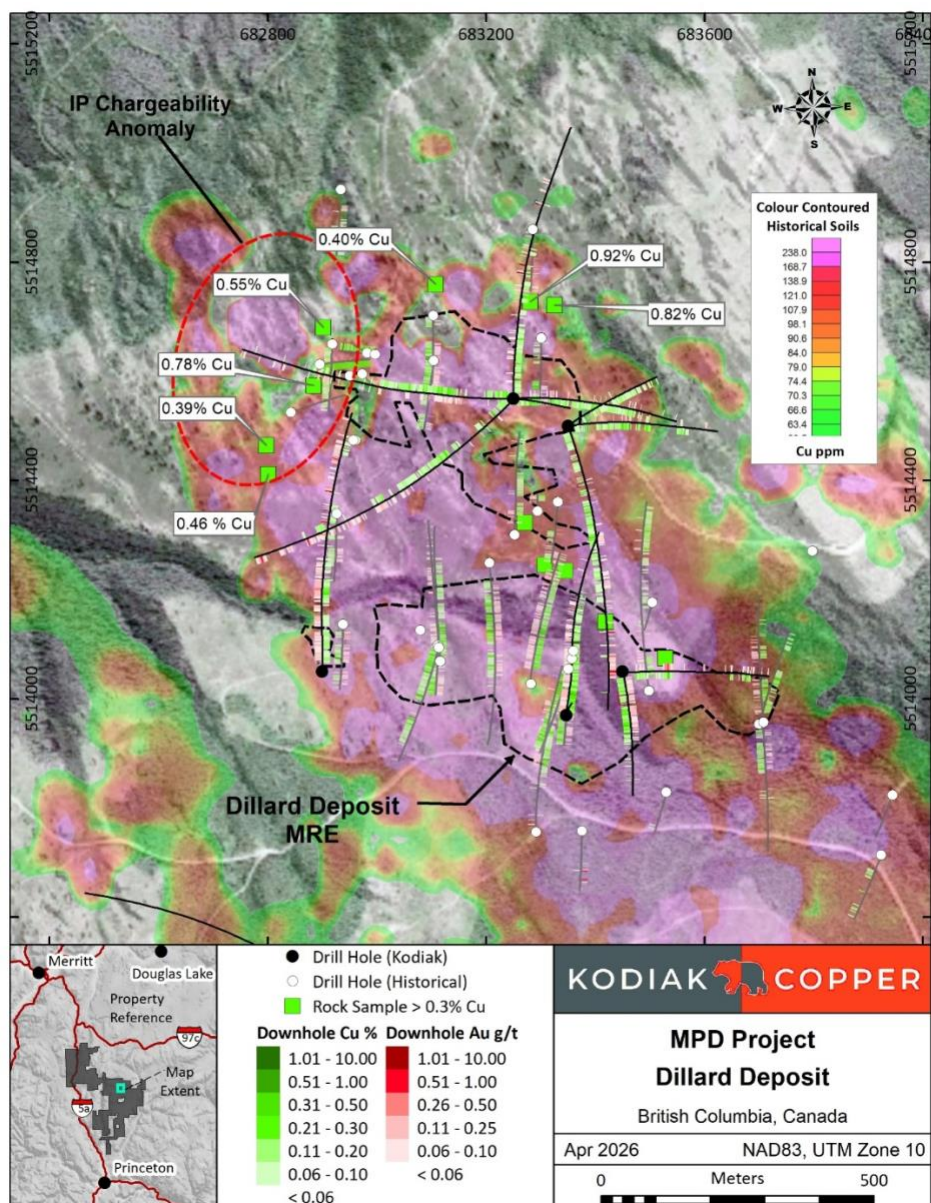 682800
683200
683600
684
5515200
5514800
5514400
5514000
5514800
5514400
5514000
IP Chargeability
Anomaly
N
W
E
S
Colour Contoured
Historical Soils
238.0
168.7
138.9
121.0
107.9
98.1
90.6
84.0
79.0
74.4
70.3
66.6
63.4
Cu ppm
0.40% Cu
0.92% Cu
0.55% Cu
0.82% Cu
0.78% Cu
0.39% Cu
0.46 % Cu
Dillard Deposit
MRE
Merritt
Douglas Lake
Property
Reference
97c
Map
Extent
5a
Princeton
Drill Hole (Kodiak)
Drill Hole (Historical)
Rock Sample > 0.3% Cu
Downhole Cu %
1.01 - 10.00
0.51 - 1.00
0.31 - 0.50
0.21 - 0.30
0.11 - 0.20
0.06 - 0.10
< 0.06
Downhole Au g/t
1.01 - 10.00
0.51 - 1.00
0.26 - 0.50
0.11 - 0.25
0.06 - 0.10
< 0.06
KODIAK COPPER
MPD Project
Dillard Deposit
British Columbia, Canada
Apr 2026 NAD83, UTM Zone 10
0 Meters 500